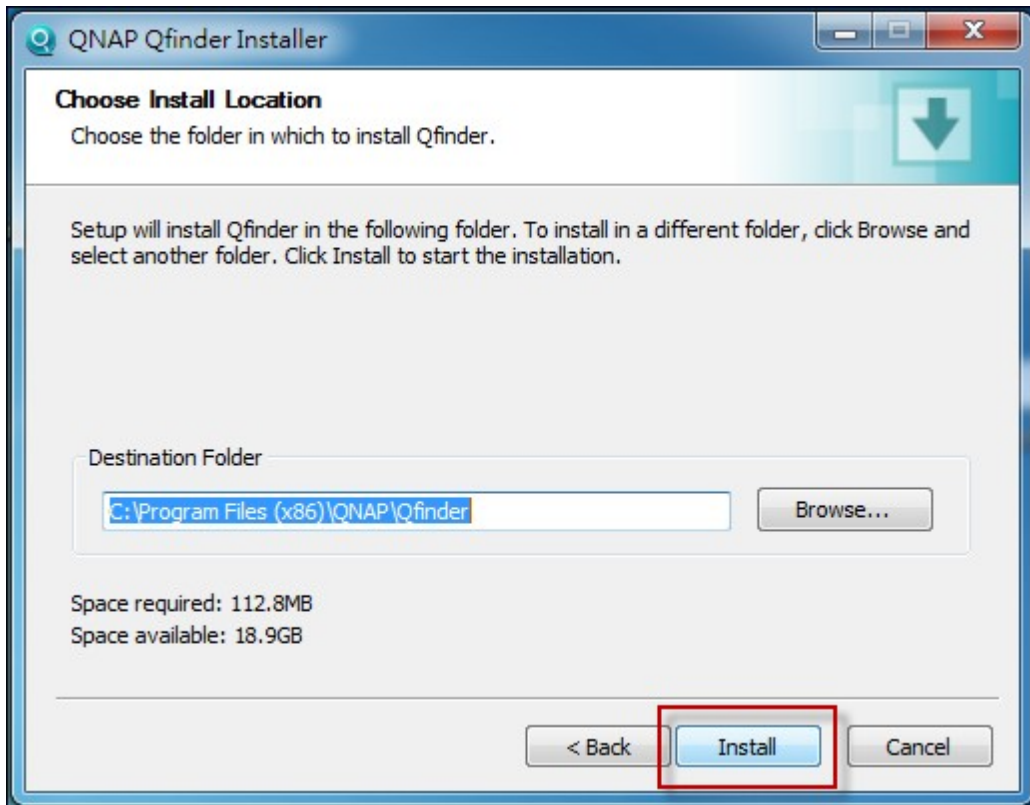 QNAP Qfinder Installer
Choose Install Location
Choose the folder in which to install Qfinder.
Setup will install Qfinder in the following folder. To install in a different folder, click Browse and
select another folder. Click Install to start the installation.
Destination Folder
C:\Program Files (x86)\QNAP\Qfinder
Browse...
Space required: 112.8MB
Space available: 18.9GB
< Back
Install
Cancel